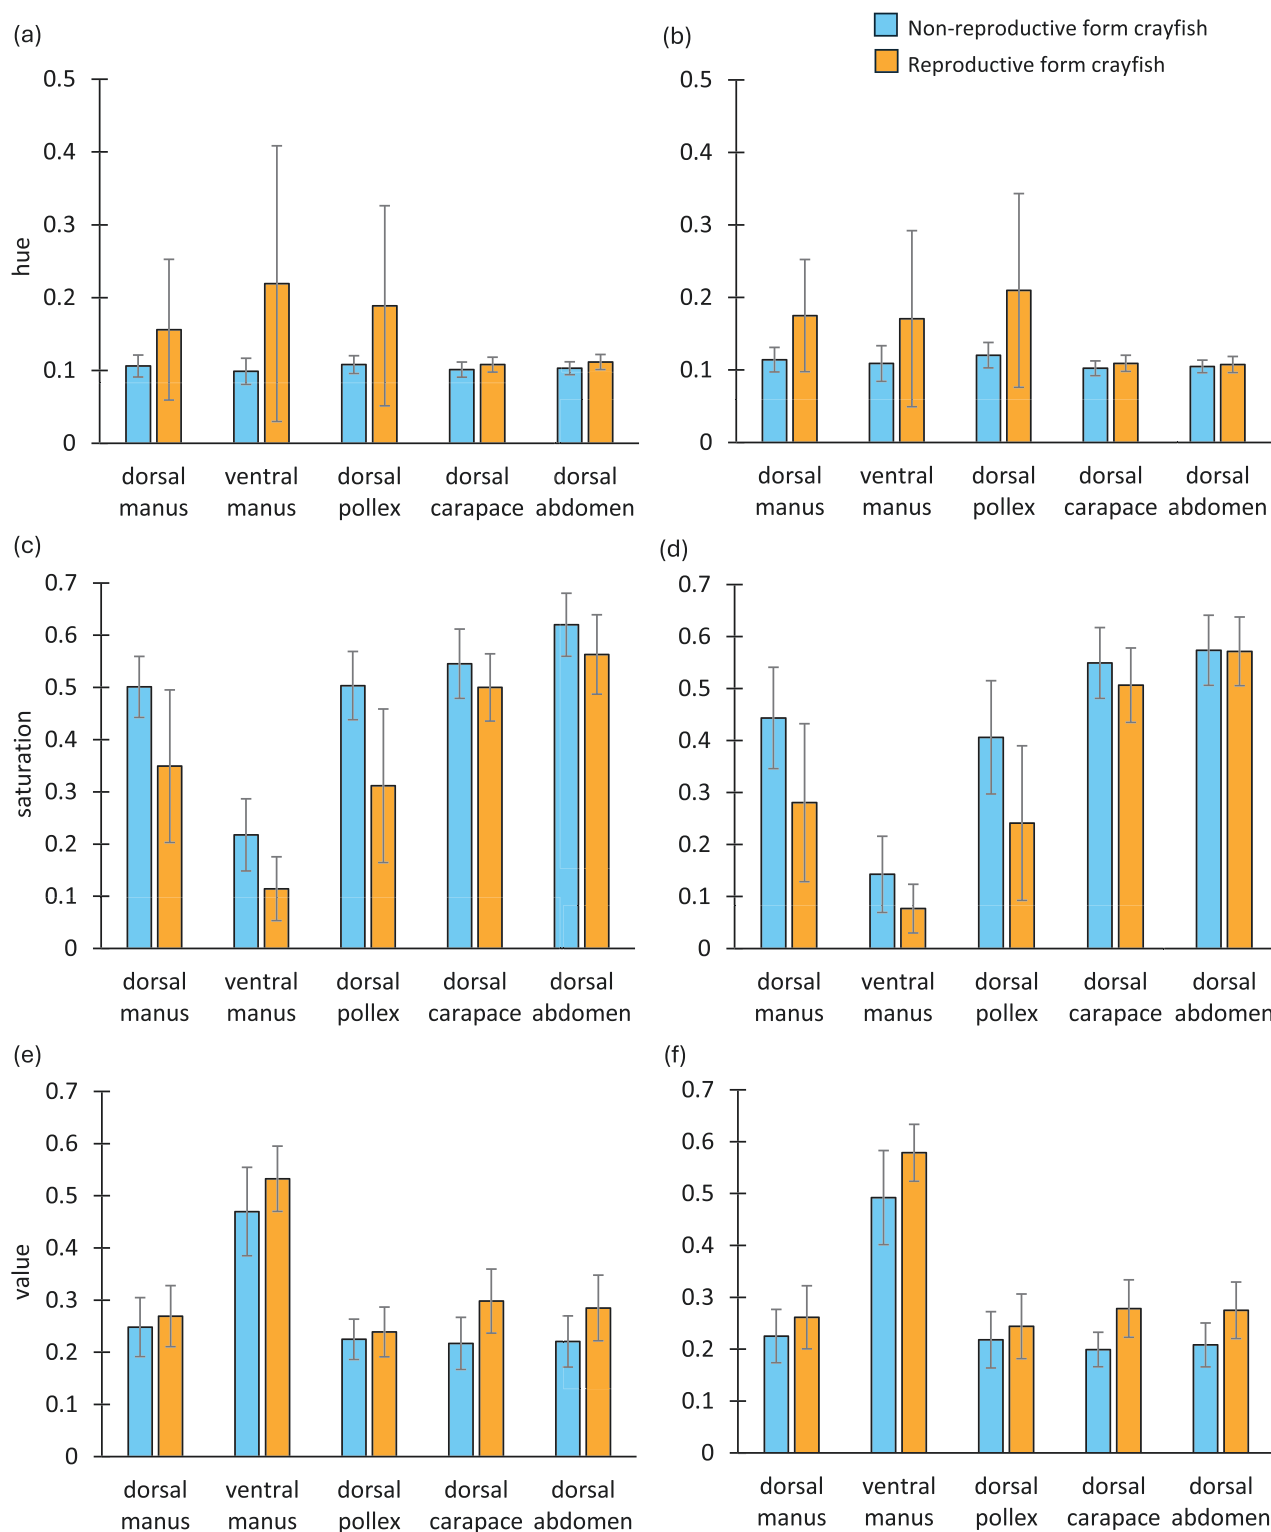 (a)
(b)
Non-reproductive form crayfish
Reproductive form crayfish
0.5
0.4
0.3
0.2
0.1
0
hue
dorsal manus
ventral manus
dorsal pollex
dorsal carapace
dorsal abdomen
0.5
0.4
0.3
0.2
0.1
0
dorsal manus
ventral manus
dorsal pollex
dorsal carapace
dorsal abdomen
(c)
0.7
0.6
0.5
0.4
0.3
0.2
0.1
0
saturation
dorsal manus
ventral manus
dorsal pollex
dorsal carapace
dorsal abdomen
(d)
0.7
0.6
0.5
0.4
0.3
0.2
0.1
0
dorsal manus
ventral manus
dorsal pollex
dorsal carapace
dorsal abdomen
(e)
0.7
0.6
0.5
0.4
0.3
0.2
0.1
0
value
dorsal manus
ventral manus
dorsal pollex
dorsal carapace
dorsal abdomen
(f)
0.7
0.6
0.5
0.4
0.3
0.2
0.1
0
dorsal manus
ventral manus
dorsal pollex
dorsal carapace
dorsal abdomen